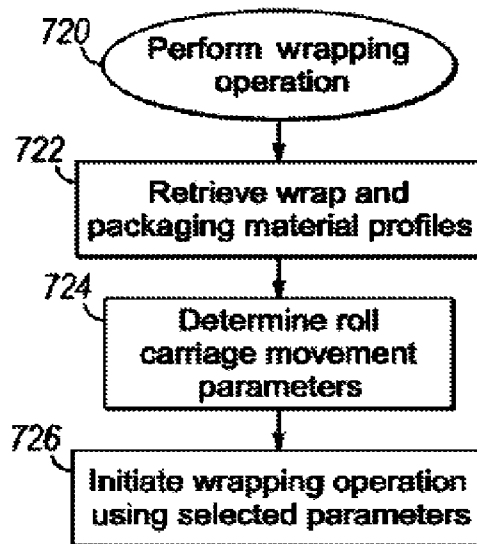 720
Perform wrapping
operation
722
Retrieve wrap and
packaging material profiles
724
Determine roll
carriage movement
parameters
726
Initiate wrapping operation
using selected parameters